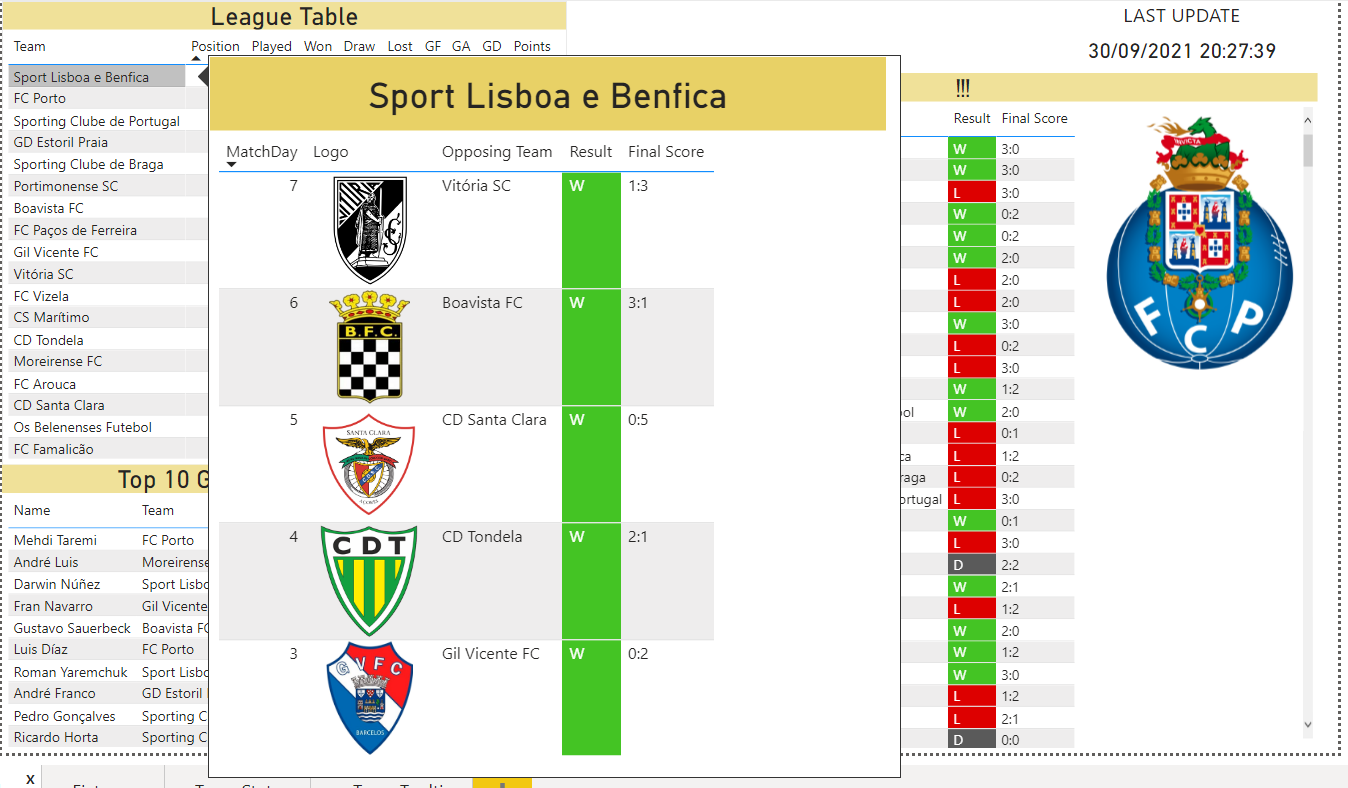 League Table
Team Position Played Won Draw Lost GF GA GD Points
Sport Lisboa e Benfica
FC Porto
Sporting Clube de Portugal
GD Estoril Praia
Sporting Clube de Braga
Portimonense SC
Boavista FC
FC Paços de Ferreira
Gil Vicente FC
Vitória SC
FC Vizela
CS Marítimo
CD Tondela
Moreirense FC
FC Arouca
CD Santa Clara
Os Belenenses Futebol
FC Famalicão
Top 10 G
Name Team
Mehdi Taremi FC Porto
André Luis Moreirense
Darwin Núñez Sport Lisbo
Fran Navarro Gil Vicente
Gustavo Sauerbeck Boavista FC
Luis Díaz FC Porto
Roman Yaremchuk Sport Lisbo
André Franco GD Estoril
Pedro Gonçalves Sporting C
Ricardo Horta Sporting C
Sport Lisboa e Benfica
MatchDay Logo Opposing Team Result Final Score
7 Vitória SC W 1:3
6 B.F.C. Boavista FC W 3:1
5 SANTA CLARA AÇORES CD Santa Clara W 0:5
4 CDT CD Tondela W 2:1
3 GVFC BARCELOS Gil Vicente FC W 0:2
LAST UPDATE
30/09/2021 20:27:39
!!!
Result Final Score
W 3:0
W 3:0
L 3:0
W 0:2
W 0:2
W 2:0
L 2:0
L 2:0
W 3:0
L 0:2
L 3:0
W 1:2
ol W 2:0
L 0:1
ca L 1:2
raga L 0:2
ortugal L 3:0
W 0:1
L 3:0
D 2:2
W 2:1
L 1:2
W 2:0
W 1:2
W 3:0
L 1:2
L 2:1
D 0:0
INVICTA
FCP
x